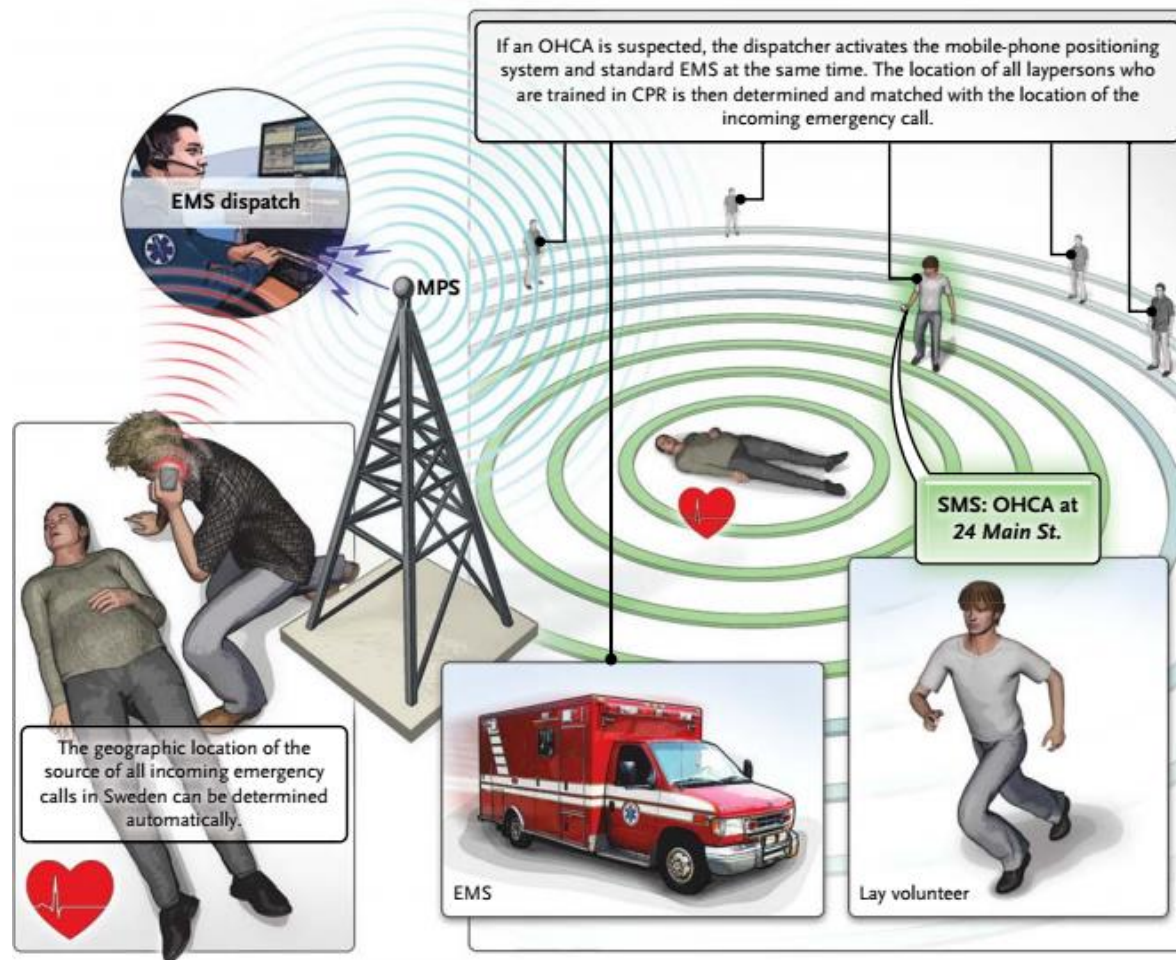 If an OHCA is suspected, the dispatcher activates the mobile-phone positioning
system and standard EMS at the same time. The location of all laypersons who
are trained in CPR is then determined and matched with the location of the
incoming emergency call.
EMS dispatch
MPS
SMS: OHCA at
24 Main St.
The geographic location of the
source of all incoming emergency
calls in Sweden can be determined
automatically.
EMS
Lay volunteer